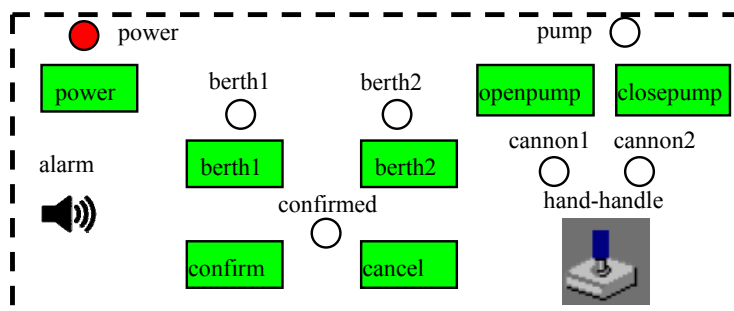 power
pump
power
berth1
berth2
openpump
closepump
cannon1
cannon2
alarm
berth1
berth2
hand-handle
confirmed
confirm
cancel